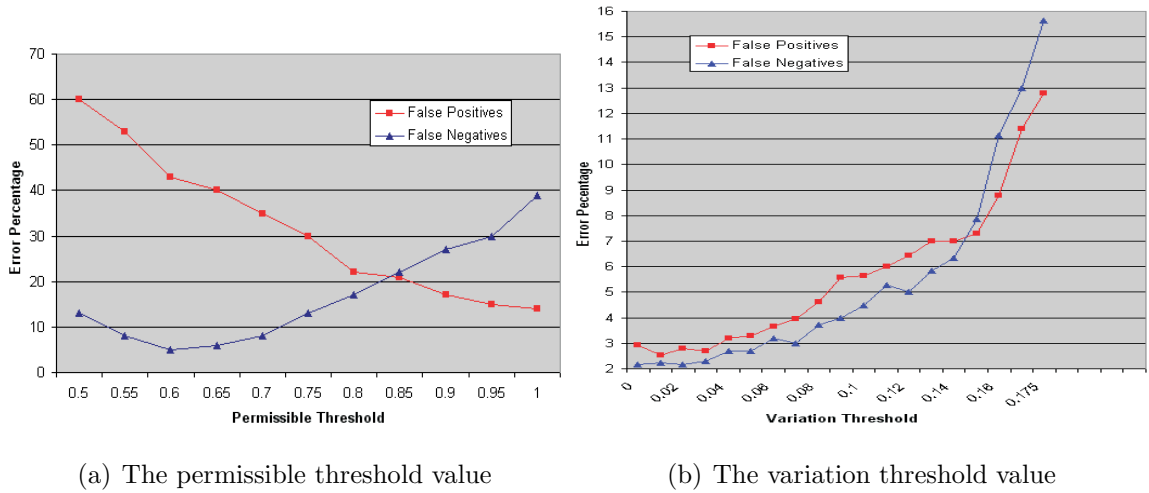 70
60
50
40
30
20
10
0
Error Percentage
False Positives
False Negatives
0.5 0.55 0.6 0.65 0.7 0.75 0.8 0.85 0.9 0.95 1
Permissible Threshold
(a) The permissible threshold value
16
15
14
13
12
11
10
9
8
7
6
5
4
3
2
Error Pecentage
False Positives
False Negatives
0 0.02 0.04 0.06 0.08 0.1 0.12 0.14 0.16 0.175
Variation Threshold
(b) The variation threshold value